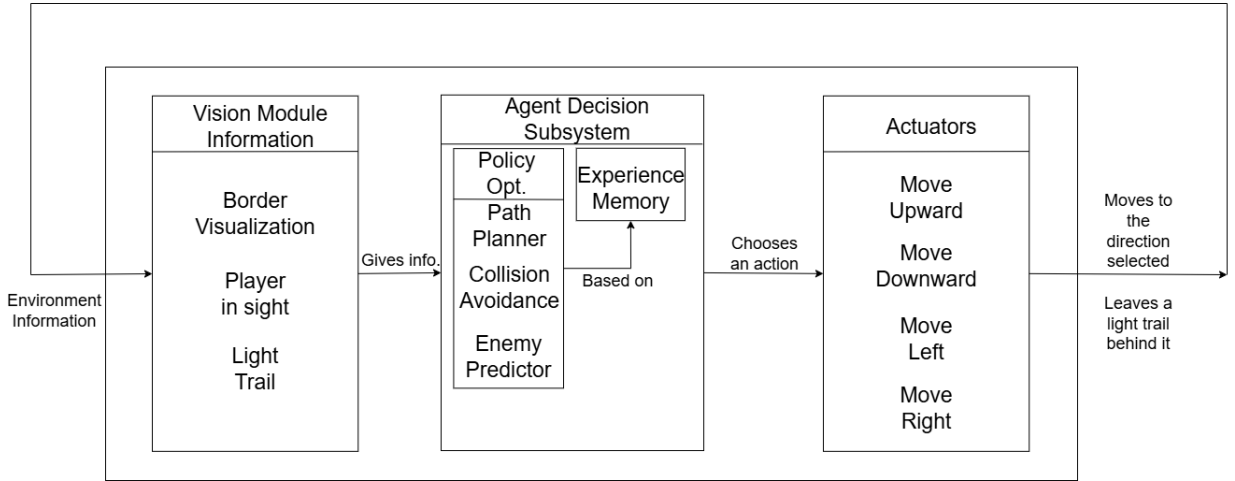 Environment
Information
Vision Module
Information
Border
Visualization
Player
in sight
Light
Trail
Gives info.
Agent Decision
Subsystem
Policy
Opt.
Path
Planner
Collision
Avoidance
Enemy
Predictor
Based on
Experience
Memory
Chooses
an action
Actuators
Move
Upward
Move
Downward
Move
Left
Move
Right
Moves to
the
direction
selected
Leaves a
light trail
behind it